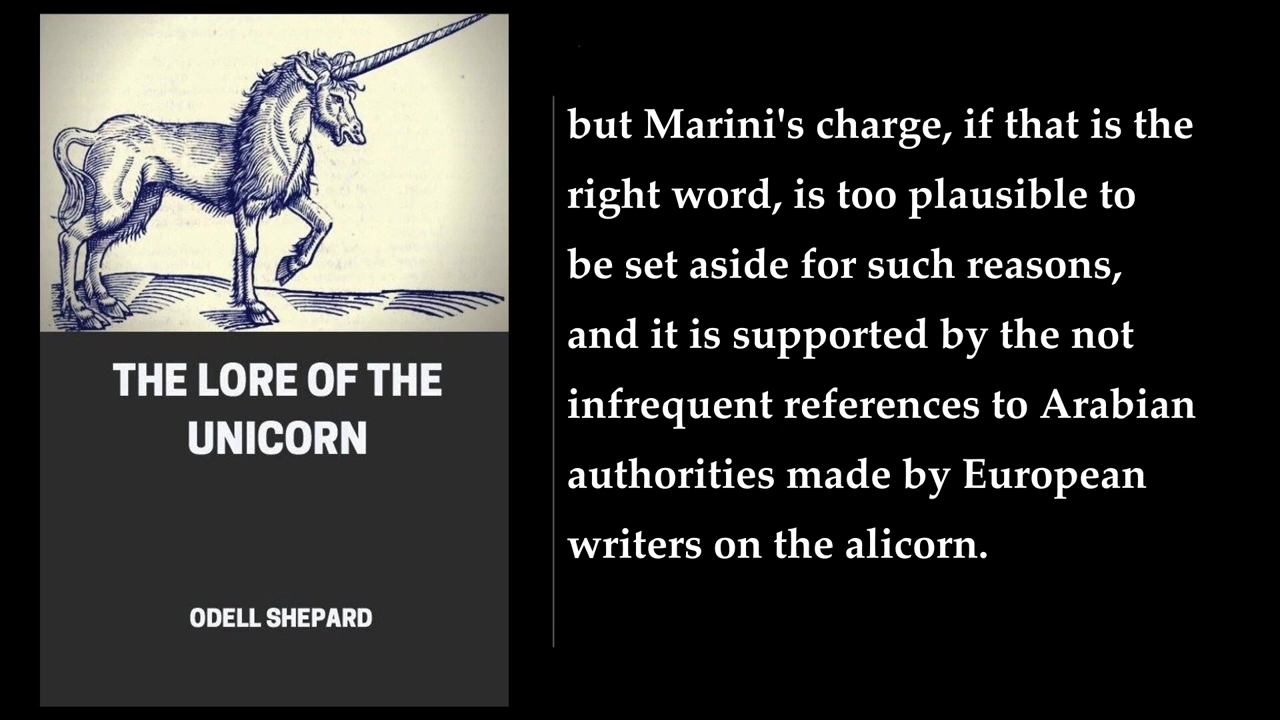 THE LORE OF THE
UNICORN
ODELL SHEPARD
but Marini's charge, if that is the
right word, is too plausible to
be set aside for such reasons,
and it is supported by the not
infrequent references to Arabian
authorities made by European
writers on the alicorn.